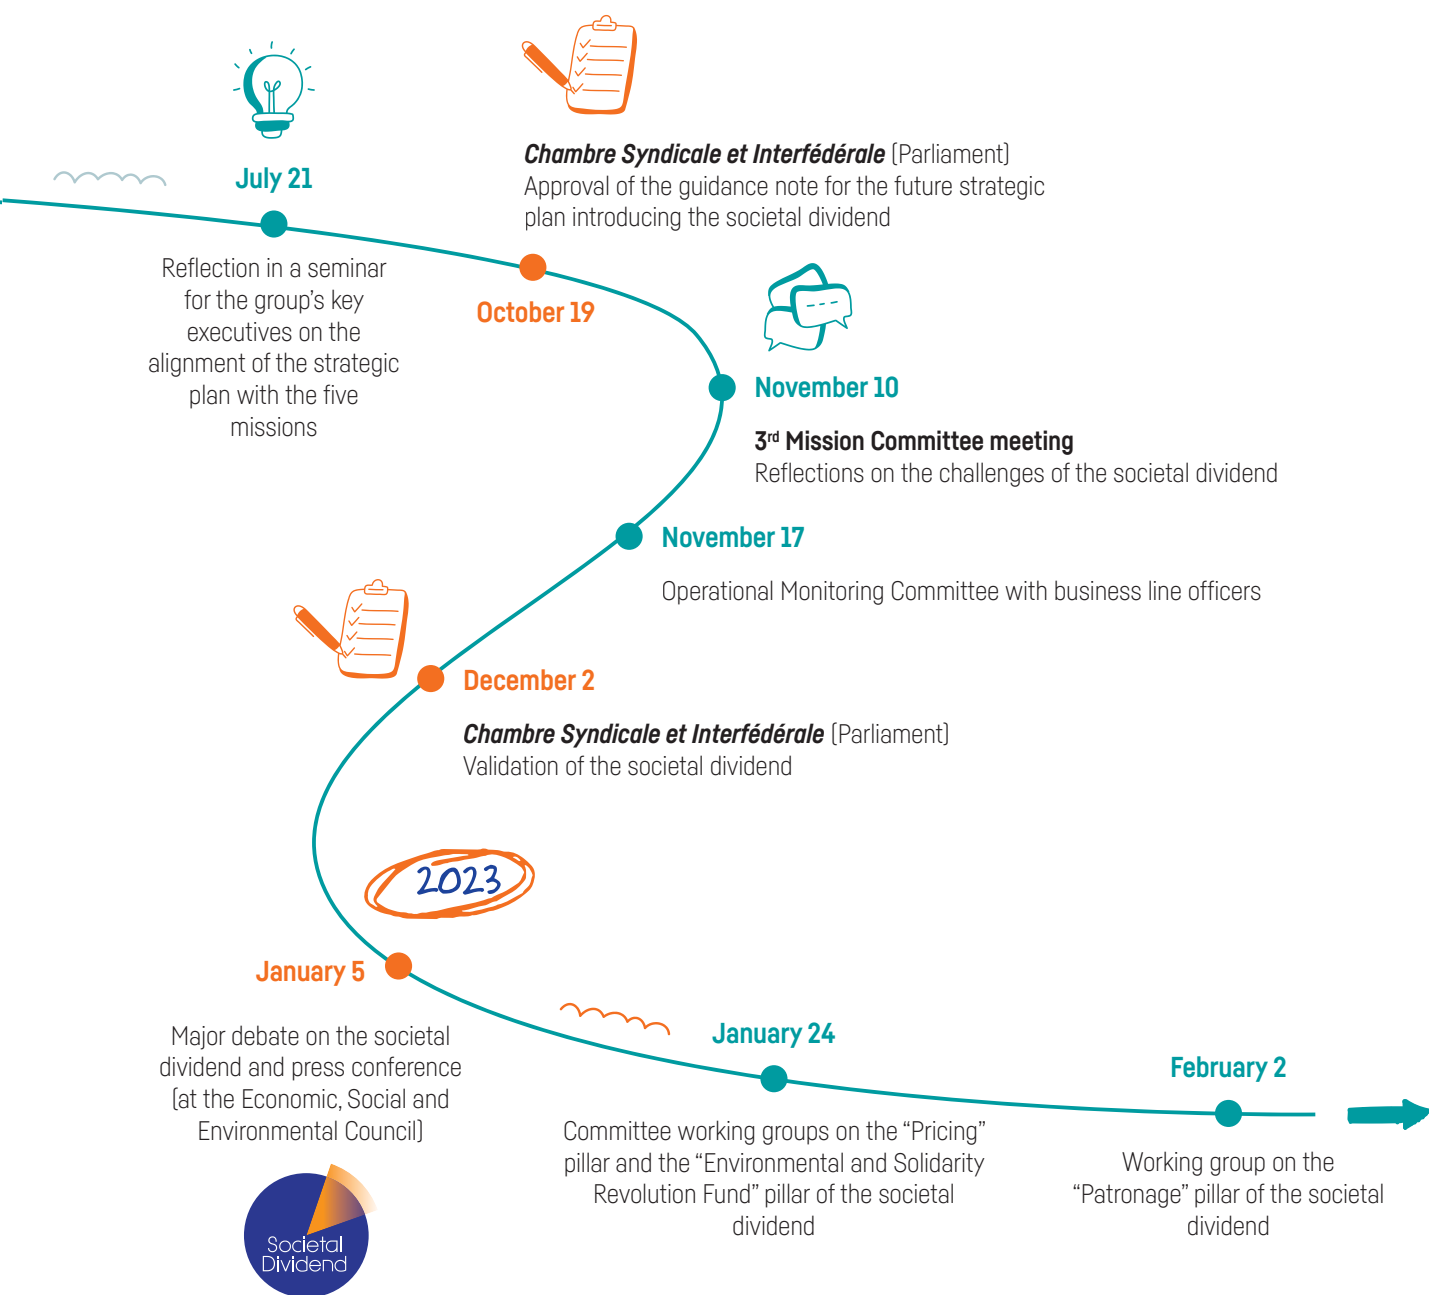 July 21
Reflection in a seminar
for the group's key
executives on the
alignment of the strategic
plan with the five
missions
Chambre Syndicale et Interfédérale (Parliament)
Approval of the guidance note for the future strategic
plan introducing the societal dividend
October 19
November 10
3rd Mission Committee meeting
Reflections on the challenges of the societal dividend
November 17
Operational Monitoring Committee with business line officers
December 2
Chambre Syndicale et Interfédérale (Parliament)
Validation of the societal dividend
2023
January 5
Major debate on the societal
dividend and press conference
(at the Economic, Social and
Environmental Council)
Societal
Dividend
January 24
Committee working groups on the “Pricing”
pillar and the “Environmental and Solidarity
Revolution Fund” pillar of the societal
dividend
February 2
Working group on the
“Patronage” pillar of the societal
dividend